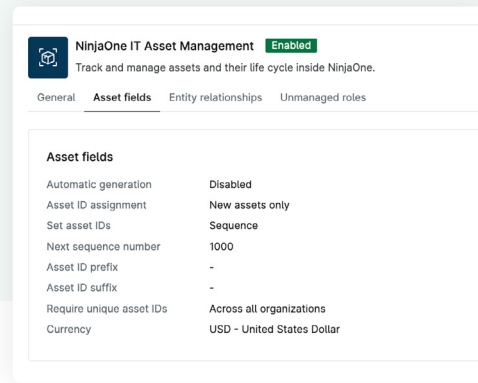 NinjaOne IT Asset Management Enabled
Track and manage assets and their life cycle inside NinjaOne.
General Asset fields Entity relationships Unmanaged roles
Asset fields
Automatic generation Disabled
Asset ID assignment New assets only
Set asset IDs Sequence
Next sequence number 1000
Asset ID prefix -
Asset ID suffix -
Require unique asset IDs Across all organizations
Currency USD - United States Dollar